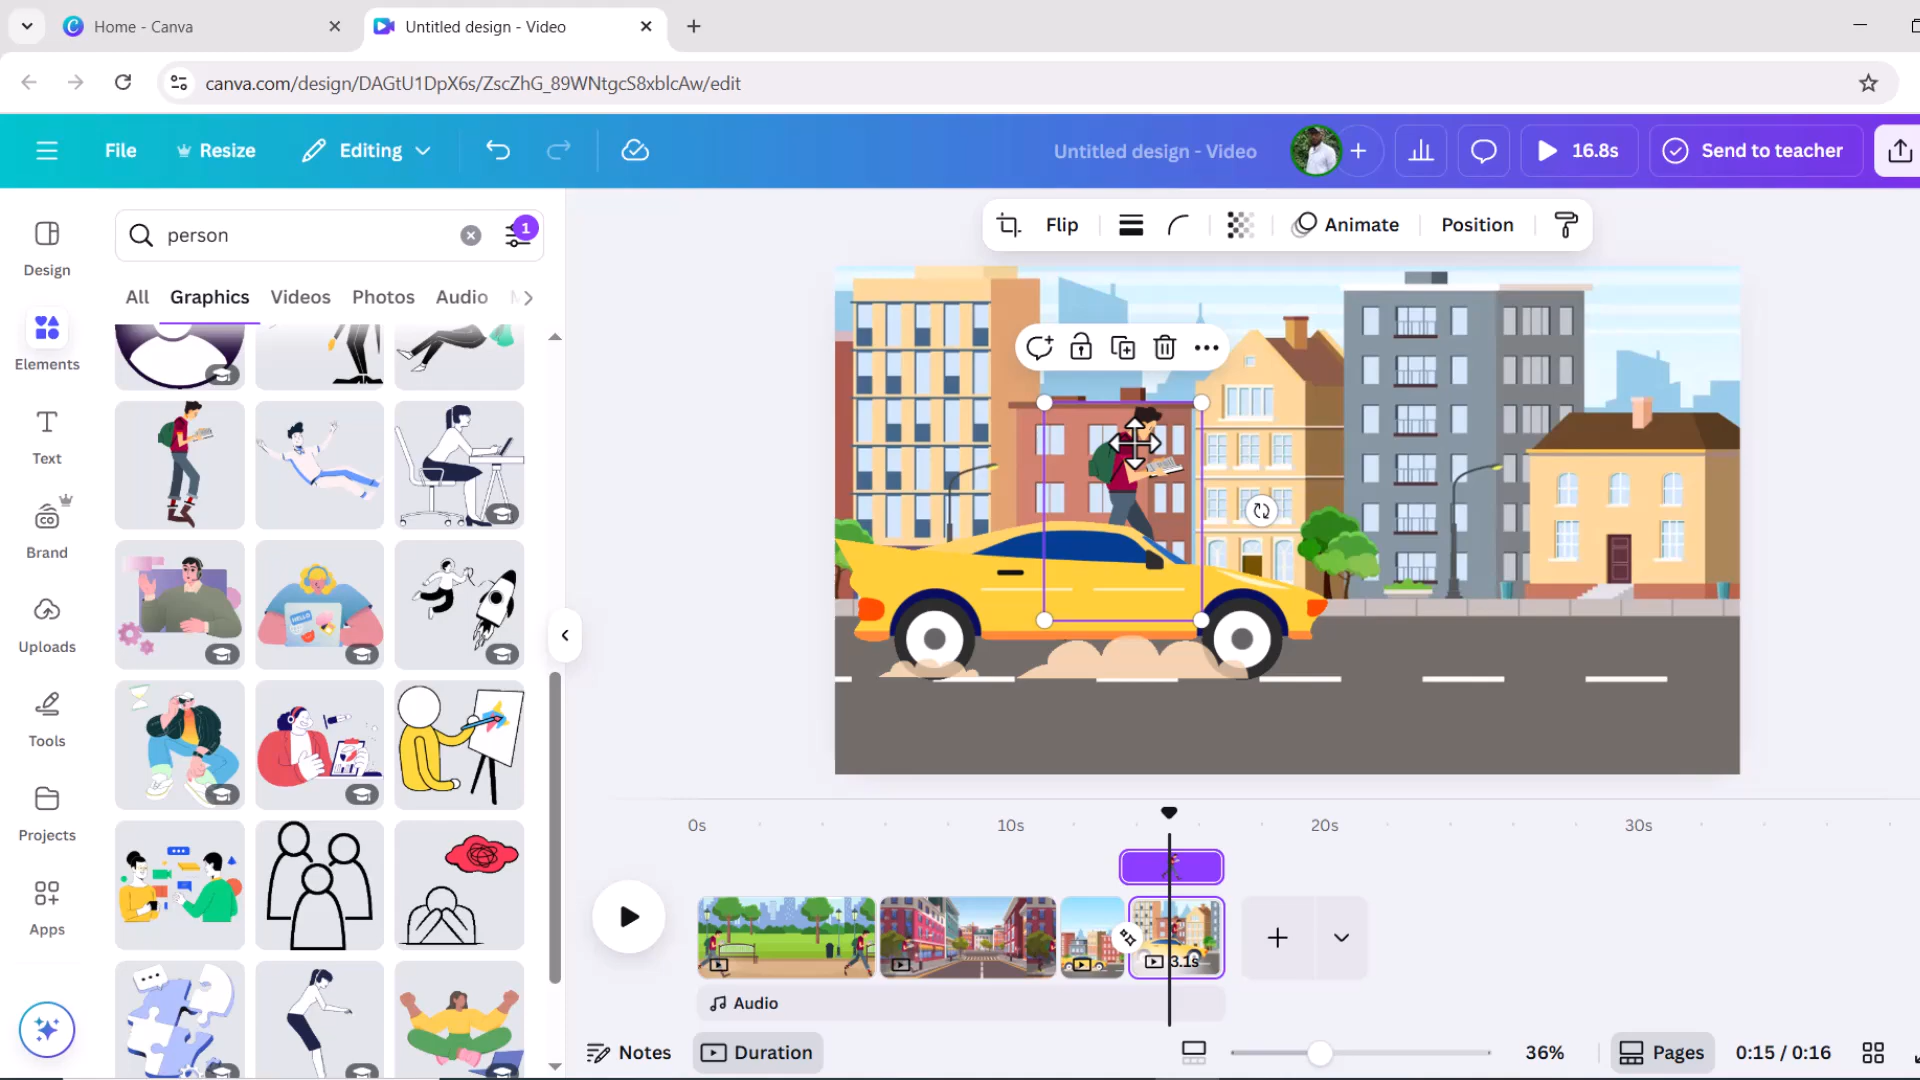 Home - Canva
Untitled design - Video
canva.com/design/DAGtU1DpX6s/ZscZhG_89WNtgcS8xblcAw/edit
File
Resize
Editing
Untitled design - Video
16.8s
Send to teacher
Design
Elements
Text
Brand
Uploads
Tools
Projects
Apps
person
1
All
Graphics
Videos
Photos
Audio
Flip
Animate
Position
HELLO
0s
10s
20s
30s
3.1s
Audio
Notes
Duration
36%
Pages
0:15 / 0:16